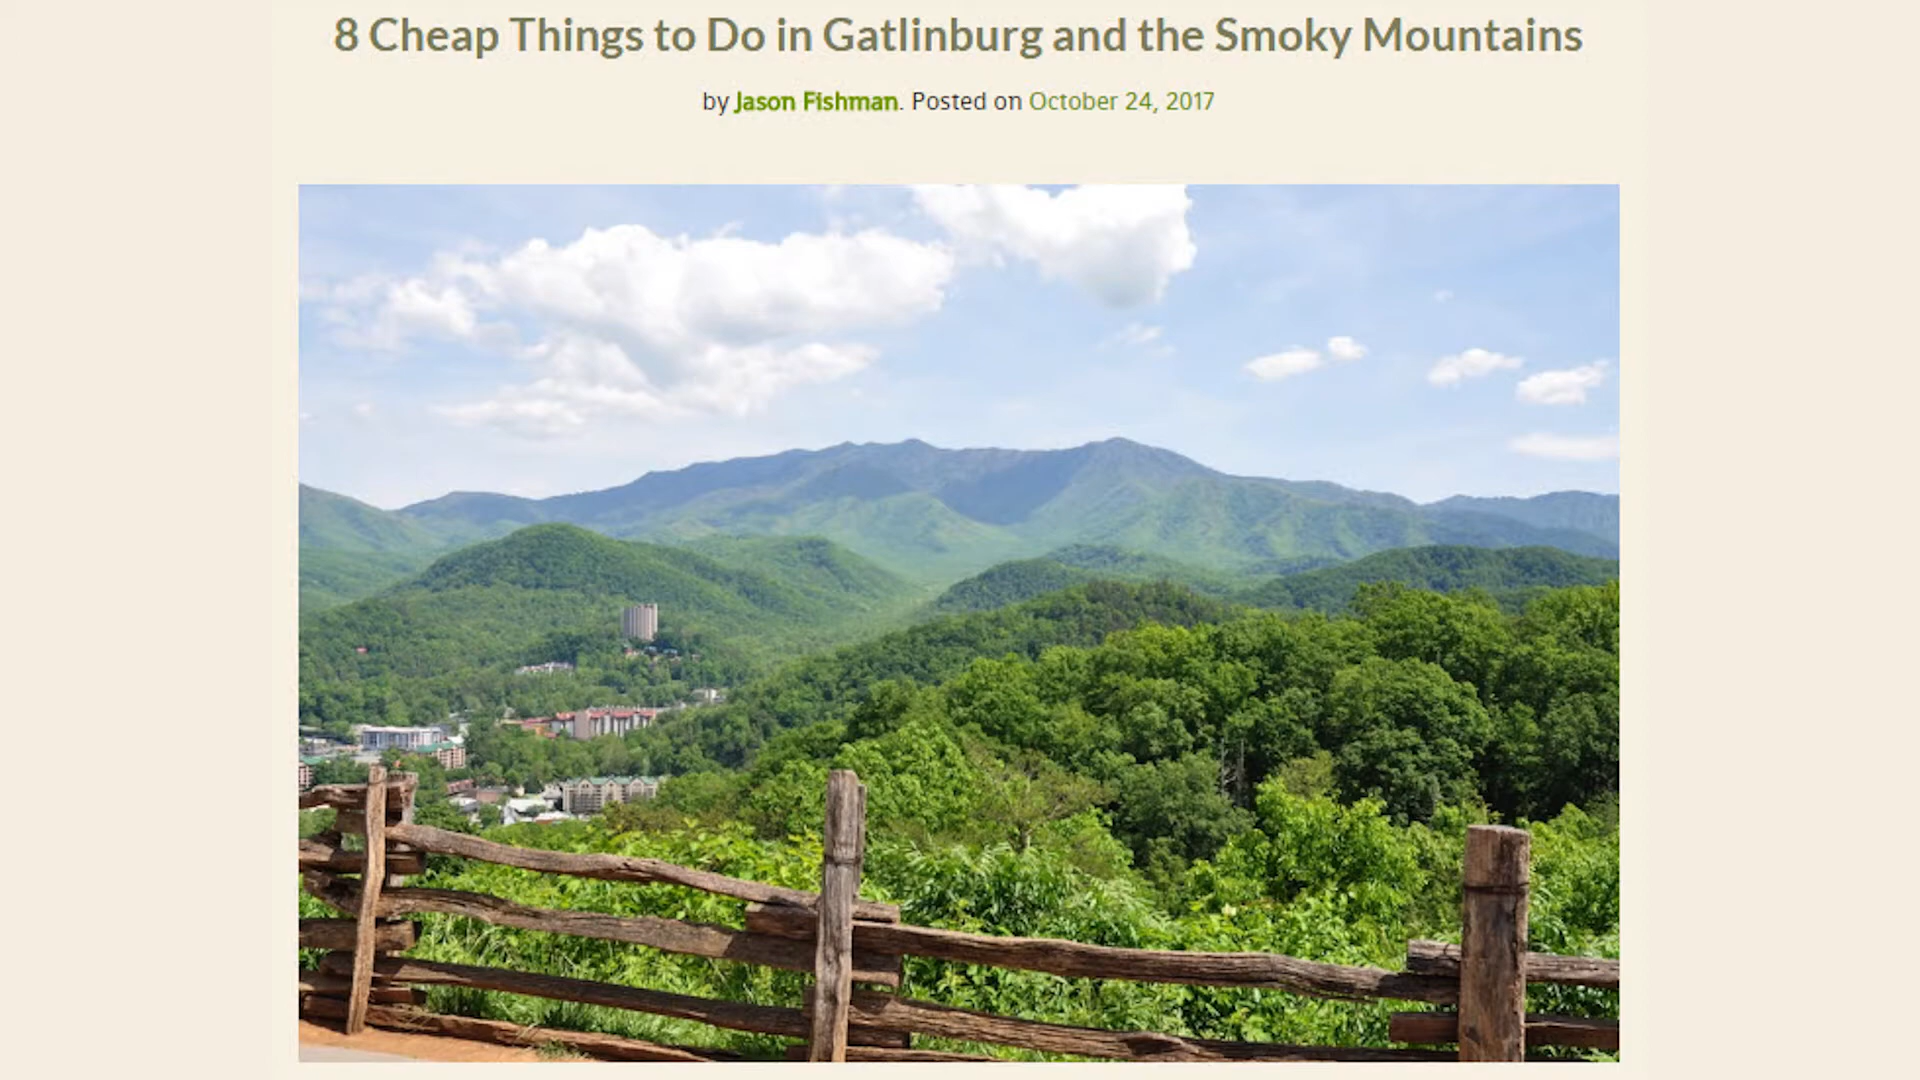 8 Cheap Things to Do in Gatlinburg and the Smoky Mountains
by Jason Fishman. Posted on October 24, 2017